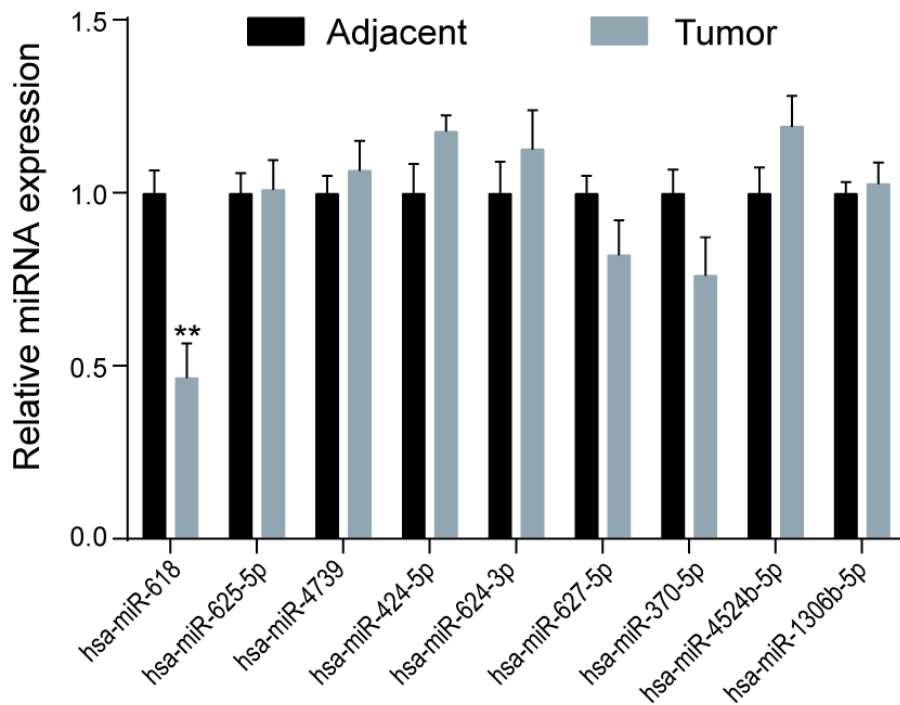 Adjacent
Tumor
Relative miRNA expression
1.5
1.0
0.5
0.0
**
hsa-miR-618
hsa-miR-625-5p
hsa-miR-4739
hsa-miR-424-5p
hsa-miR-624-3p
hsa-miR-627-5p
hsa-miR-370-5p
hsa-miR-4524b-5p
hsa-miR-1306b-5p